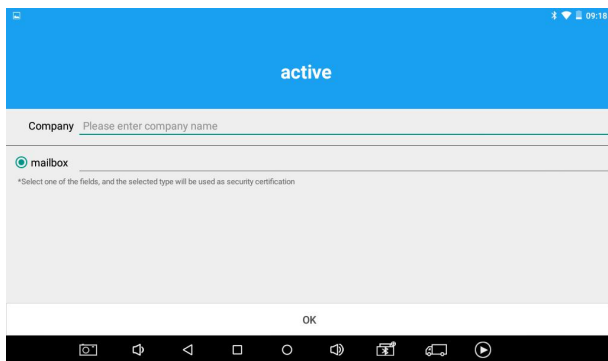 09:18
active
Company Please enter company name
mailbox
*Select one of the fields, and the selected type will be used as security certification
OK